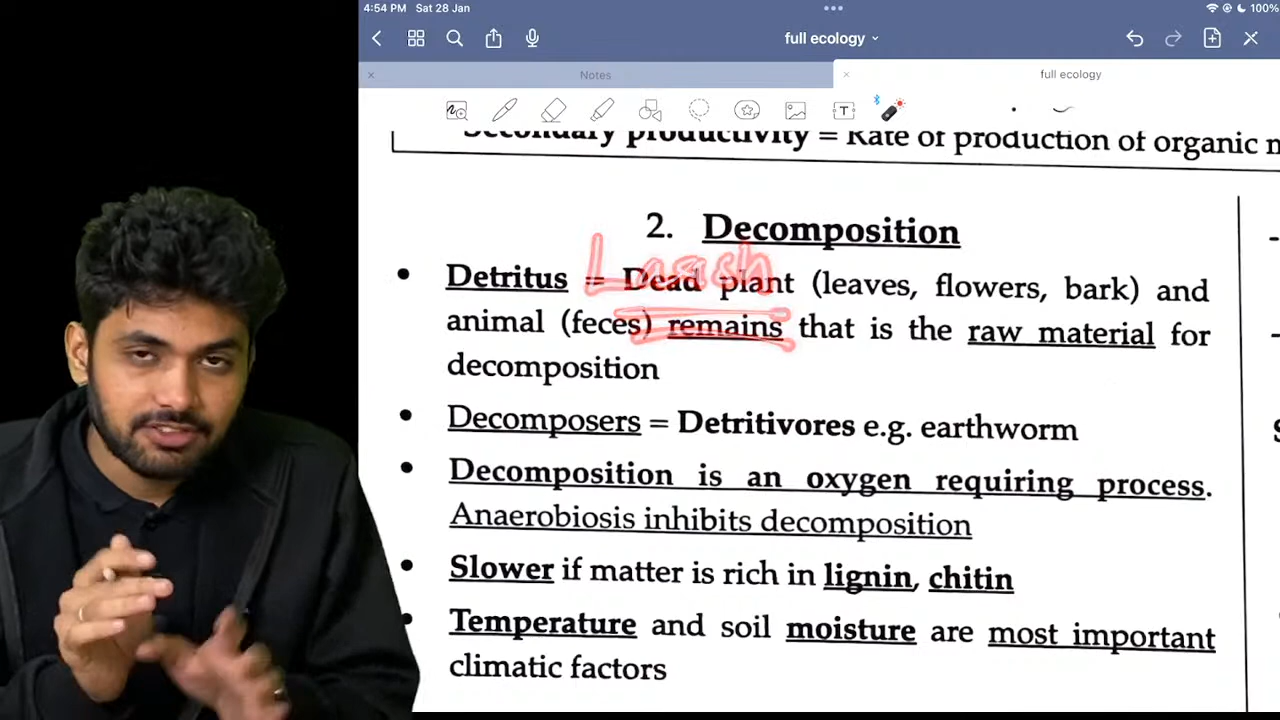 4:54 PM Sat 28 Jan
100%
full ecology
Notes
full ecology
T
Secondary productivity = Rate of production of organic m
2. Decomposition
Laash
Detritus = Dead plant (leaves, flowers, bark) and
animal (feces) remains that is the raw material for
decomposition
Decomposers = Detritivores e.g. earthworm
Decomposition is an oxygen requiring process.
Anaerobiosis inhibits decomposition
Slower if matter is rich in lignin, chitin
Temperature and soil moisture are most important
climatic factors